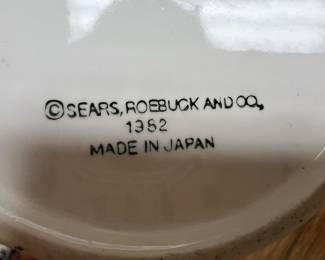 ©SEARS, ROEBUCK AND CO.,
1982
MADE IN JAPAN